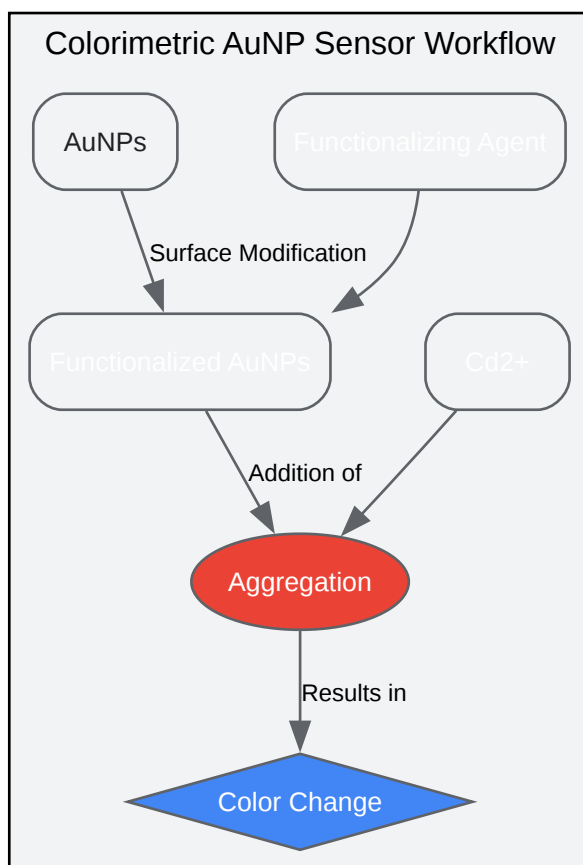 Colorimetric AuNP Sensor Workflow
AuNPs
Functionalizing Agent
Surface Modification
Functionalized AuNPs
Cd2+
Addition of
Aggregation
Results in
Color Change